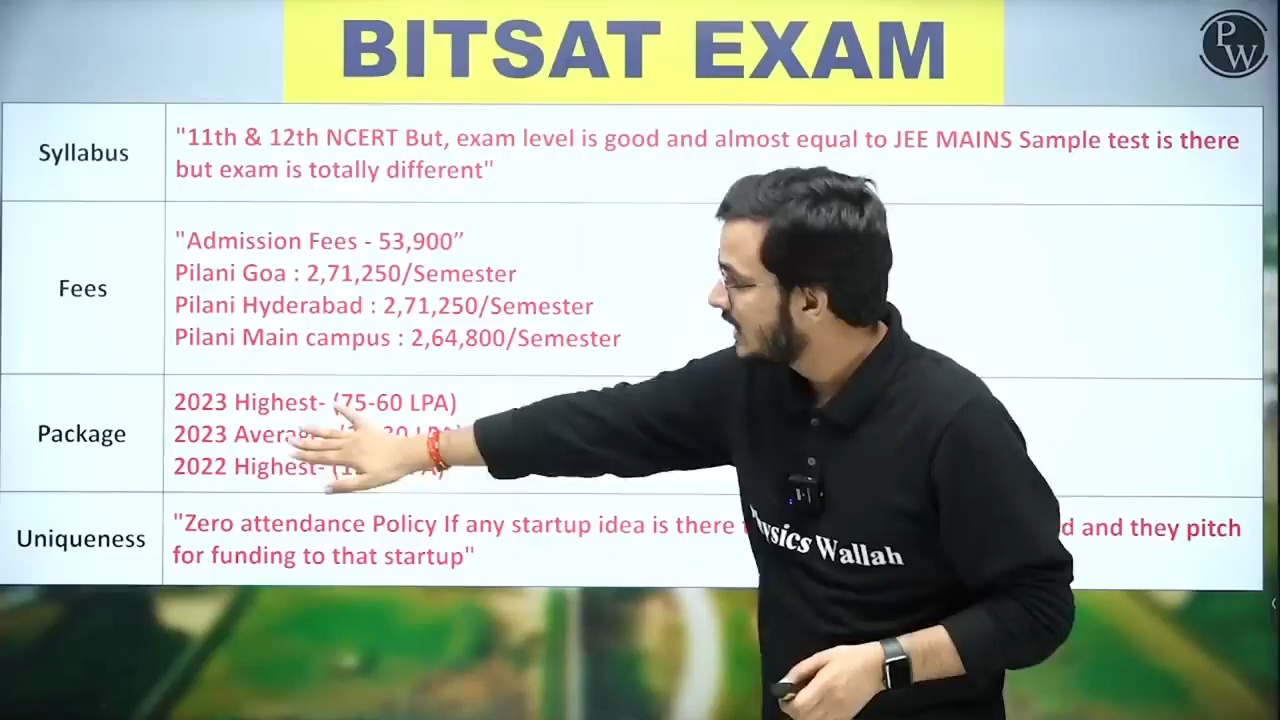 BITSAT EXAM
PW
Syllabus
"11th & 12th NCERT But, exam level is good and almost equal to JEE MAINS Sample test is there
but exam is totally different"
Fees
"Admission Fees - 53,900”
Pilani Goa : 2,71,250/Semester
Pilani Hyderabad : 2,71,250/Semester
Pilani Main campus : 2,64,800/Semester
Package
2023 Highest- (75-60 LPA)
2023
2022 Highest-
Uniqueness
"Zero attendance Policy If any startup idea is there and they pitch
for funding to that startup"
Wallah